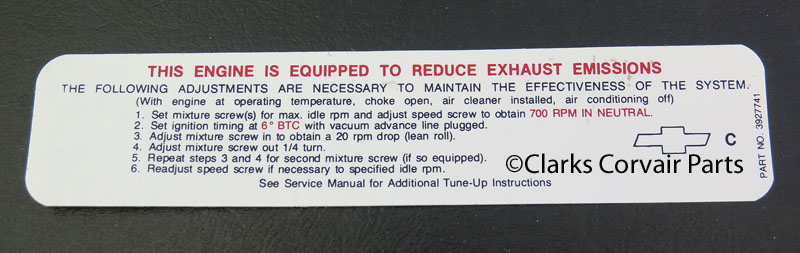 THIS ENGINE IS EQUIPPED TO REDUCE EXHAUST EMISSIONS
THE FOLLOWING ADJUSTMENTS ARE NECESSARY TO MAINTAIN THE EFFECTIVENESS OF THE SYSTEM.
(With engine at operating temperature, choke open, air cleaner installed, air conditioning off)
1. Set mixture screw(s) for max. idle rpm and adjust speed screw to obtain 700 RPM IN NEUTRAL.
2. Set ignition timing at 6° BTC with vacuum advance line plugged.
3. Adjust mixture screw in to obtain a 20 rpm drop (lean roll).
4. Adjust mixture screw out 1/4 turn.
5. Repeat steps 3 and 4 for second mixture screw (if so equipped).
6. Readjust speed screw if necessary to specified idle rpm.
See Service Manual for Additional Tune-Up Instructions
C
PART NO. 3927741
©Clarks Corvair Parts